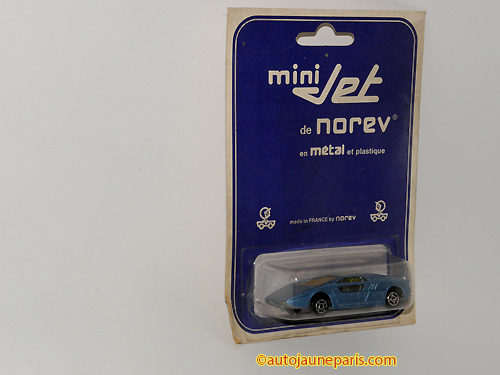 mini Jet
de norev®
en métal et plastique
made in FRANCE by norev
©autojauneparis.com/